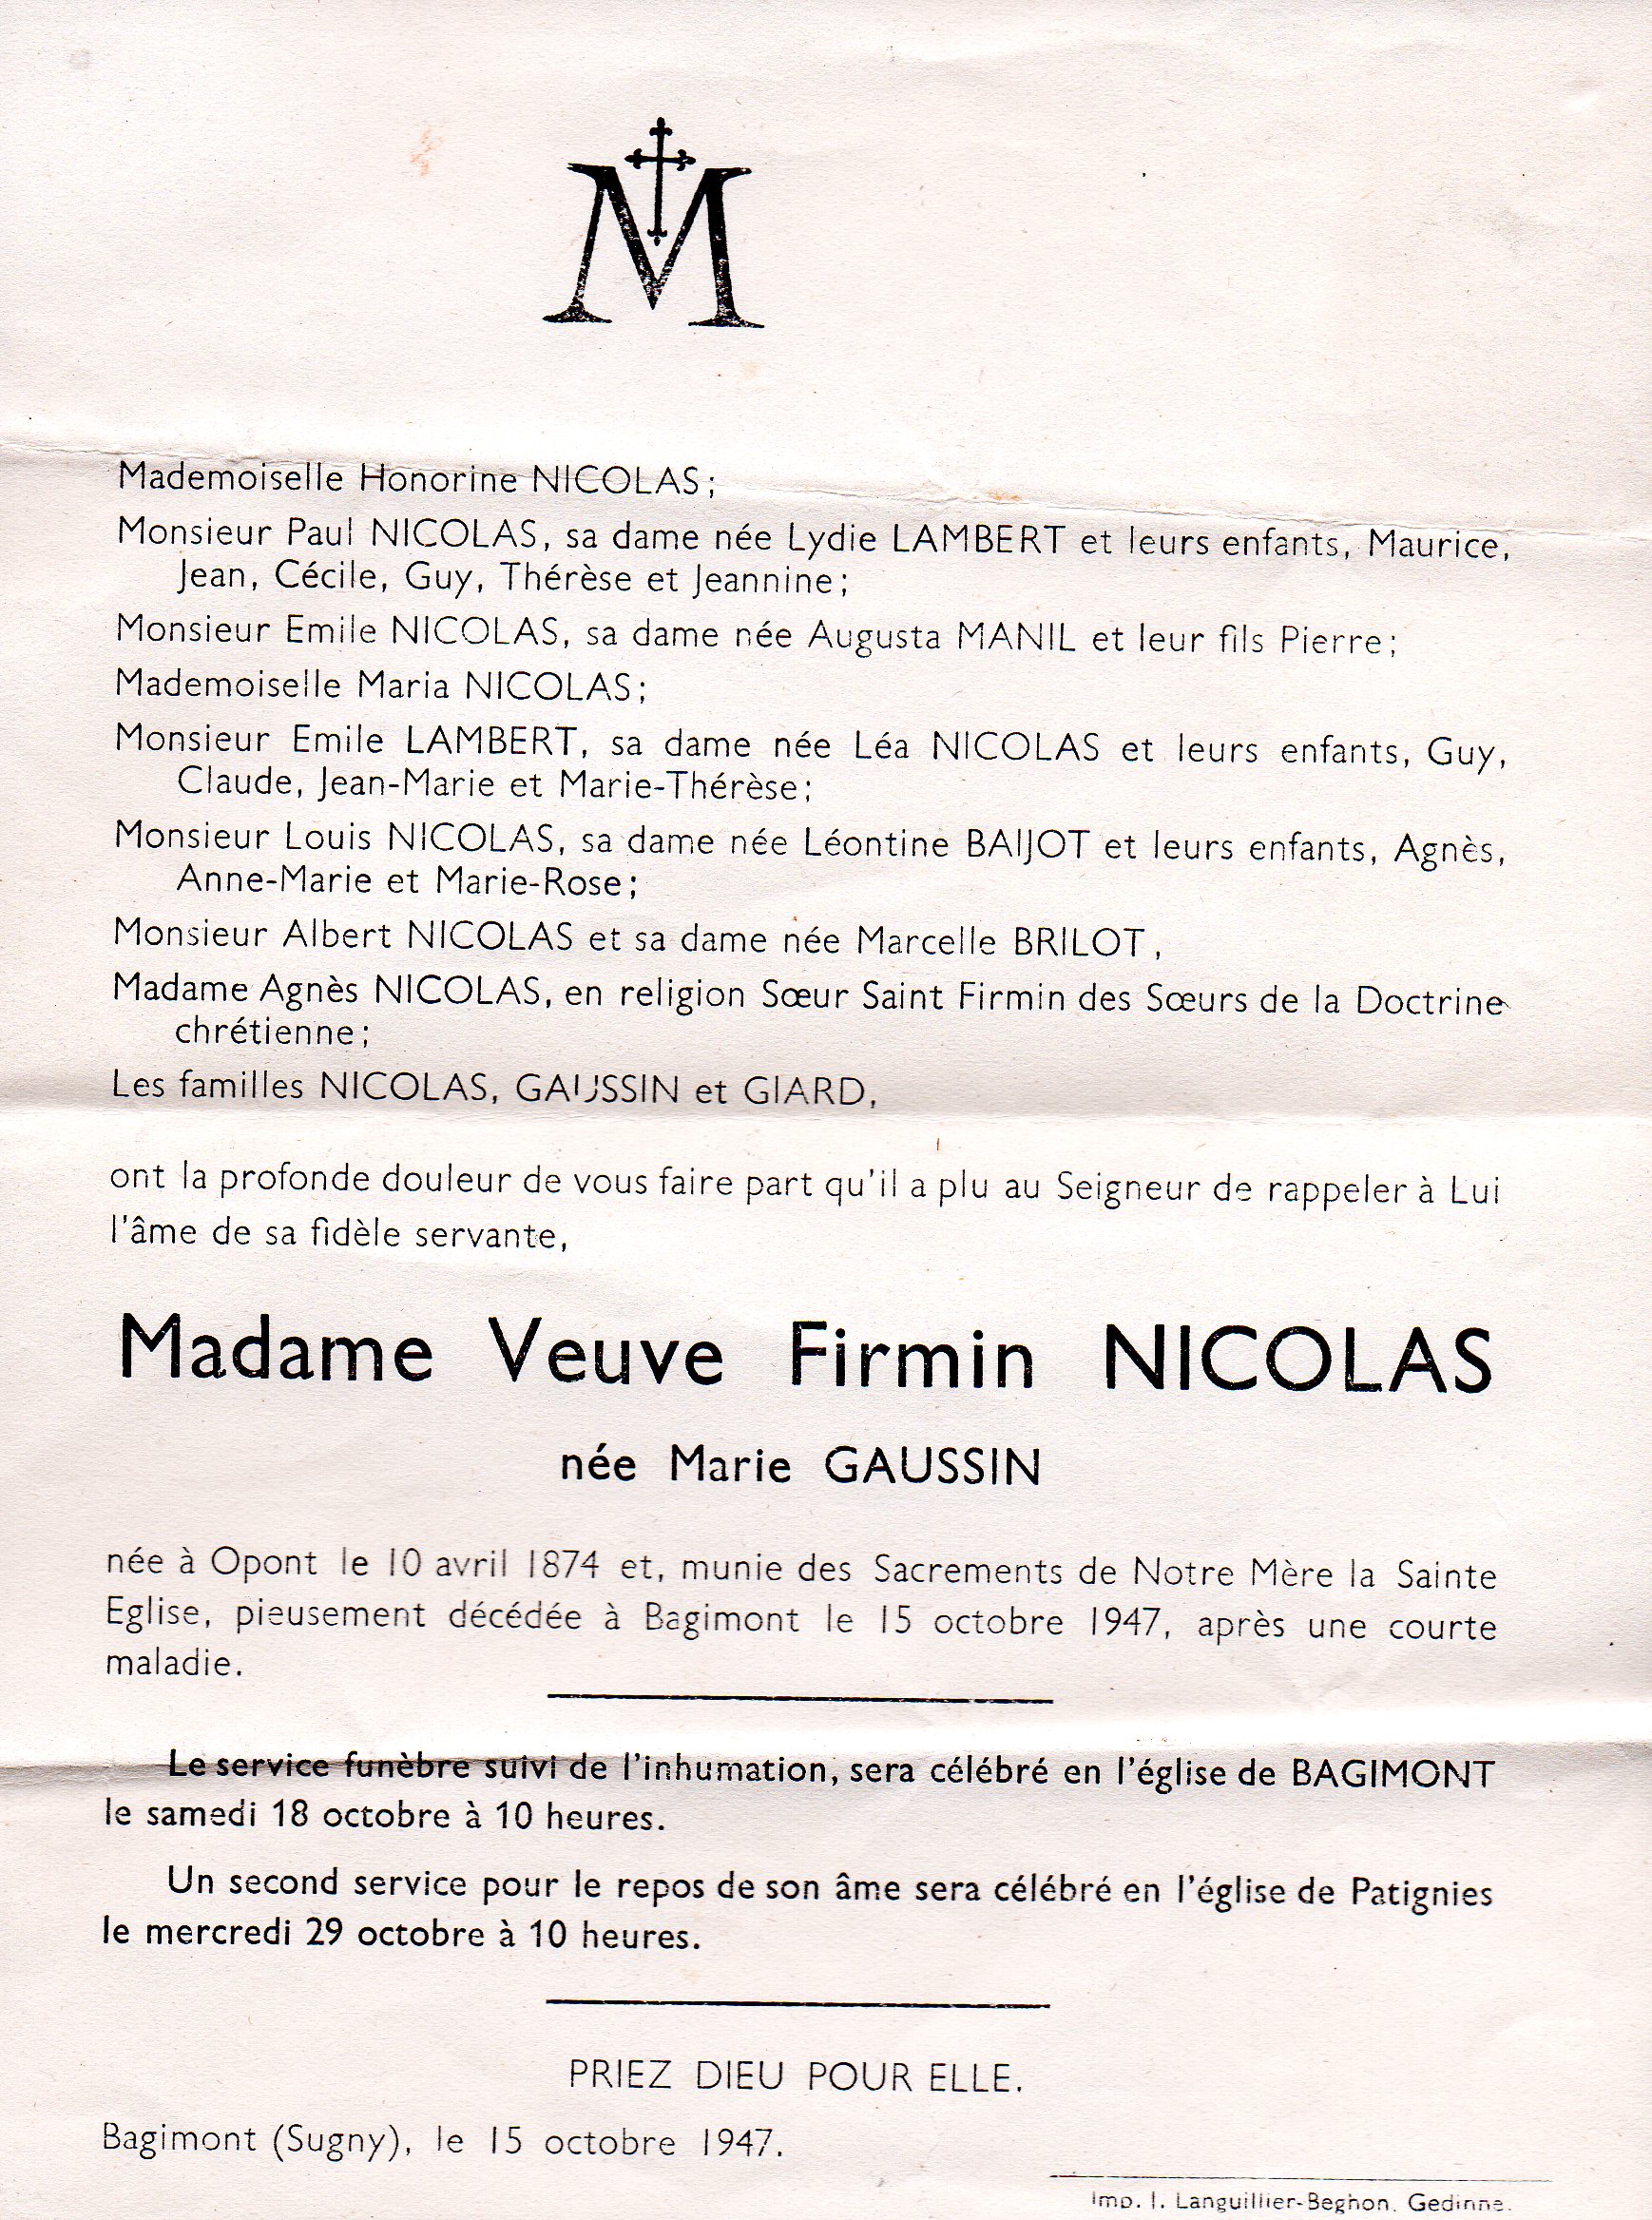 M
Mademoiselle Honorine NICOLAS;
Monsieur Paul NICOLAS, sa dame née Lydie LAMBERT et leurs enfants, Maurice,
Jean, Cécile, Guy, Thérèse et Jeannine;
Monsieur Emile NICOLAS, sa dame née Augusta MANIL et leur fils Pierre;
Mademoiselle Maria NICOLAS;
Monsieur Emile LAMBERT, sa dame née Léa NICOLAS et leurs enfants, Guy,
Claude, Jean-Marie et Marie-Thérèse;
Monsieur Louis NICOLAS, sa dame née Léontine BAIJOT et leurs enfants, Agnès,
Anne-Marie et Marie-Rose;
Monsieur Albert NICOLAS et sa dame née Marcelle BRILOT,
Madame Agnès NICOLAS, en religion Sœur Saint Firmin des Sœurs de la Doctrine
chrétienne;
Les familles NICOLAS, GAUSSIN et GIARD,
ont la profonde douleur de vous faire part qu'il a plu au Seigneur de rappeler à Lui
l'âme de sa fidèle servante,
Madame Veuve Firmin NICOLAS
née Marie GAUSSIN
née à Opont le 10 avril 1874 et, munie des Sacrements de Notre Mère la Sainte
Eglise, pieusement décédée à Bagimont le 15 octobre 1947, après une courte
maladie.
Le service funèbre suivi de l'inhumation, sera célébré en l'église de BAGIMONT
le samedi 18 octobre à 10 heures.
Un second service pour le repos de son âme sera célébré en l'église de Patignies
le mercredi 29 octobre à 10 heures.
PRIEZ DIEU POUR ELLE.
Bagimont (Sugny), le 15 octobre 1947.
Imp. J. Languillier-Beghon. Gedinne.